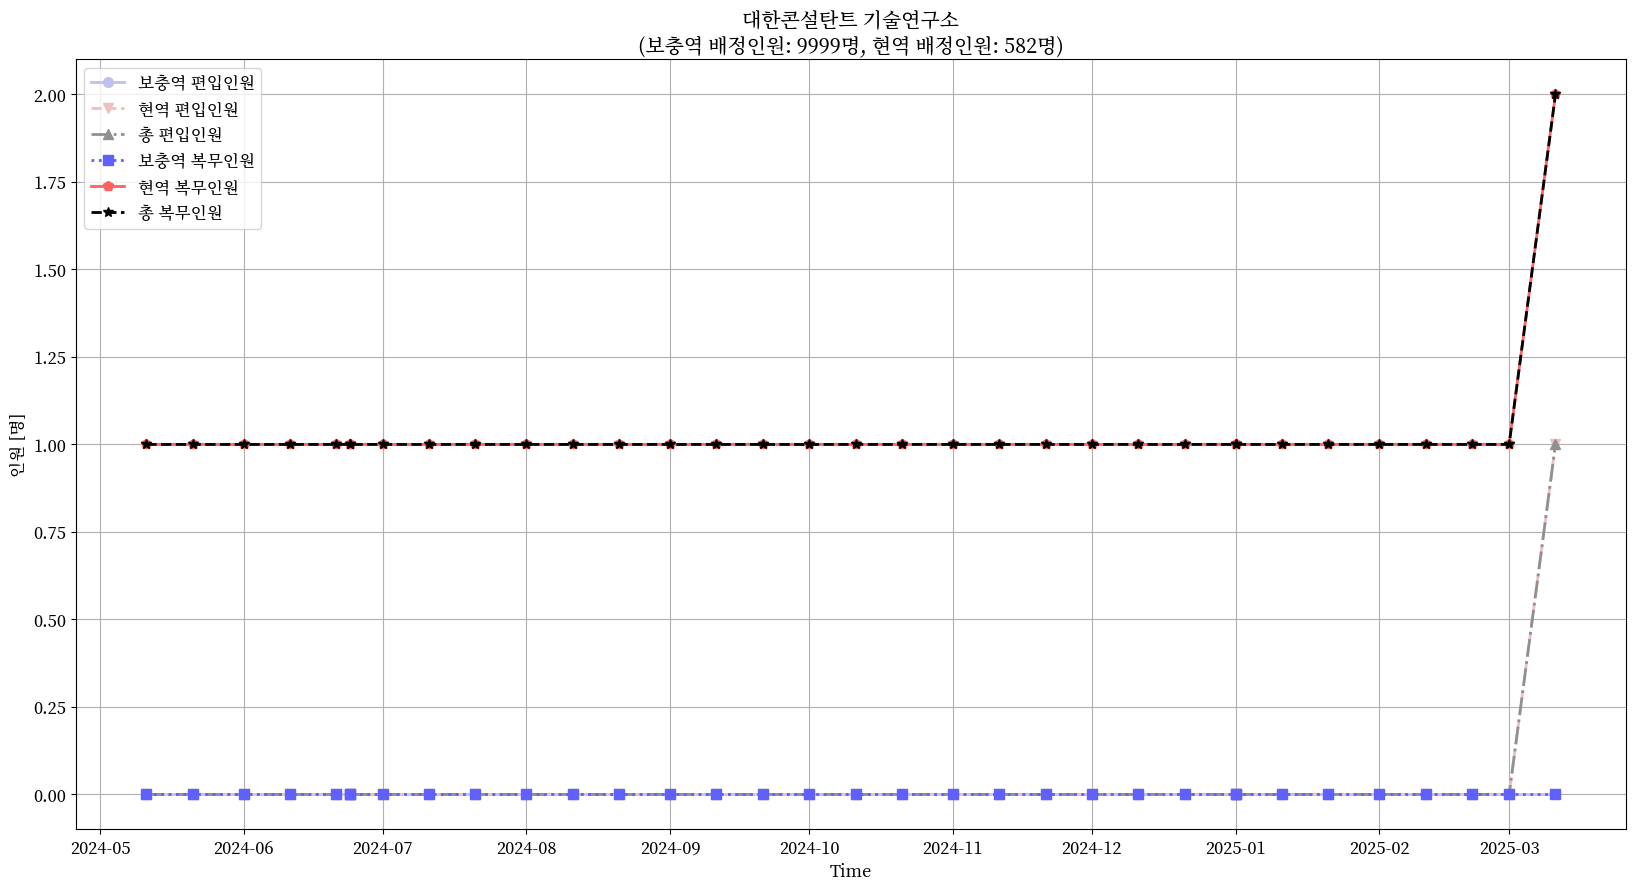 대한콘설탄트 기술연구소
(보충역 배정인원: 9999명, 현역 배정인원: 582명)
보충역 편입인원
현역 편입인원
총 편입인원
보충역 복무인원
현역 복무인원
총 복무인원
2.00
1.75
1.50
1.25
1.00
0.75
0.50
0.25
0.00
인원 [명]
2024-05
2024-06
2024-07
2024-08
2024-09
2024-10
2024-11
2024-12
2025-01
2025-02
2025-03
Time